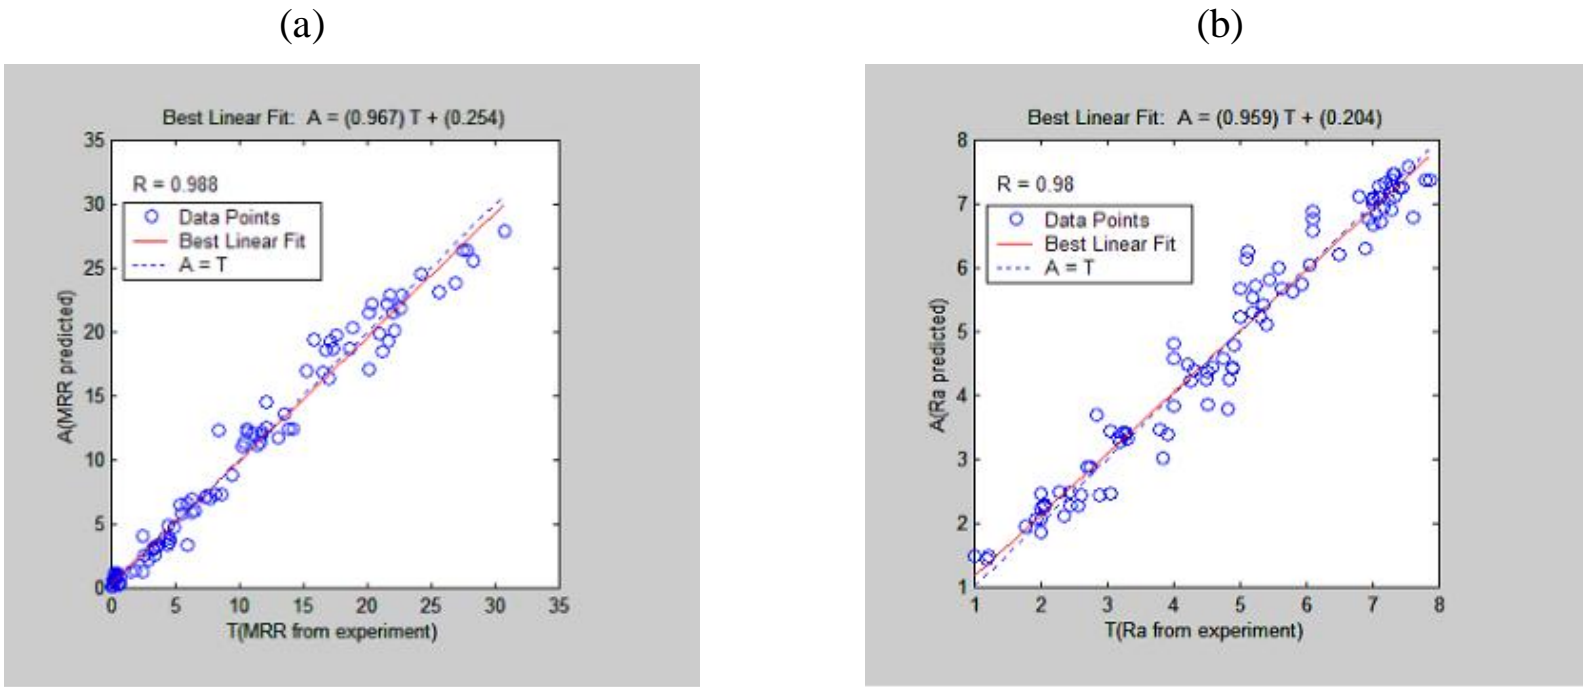 (a)
Best Linear Fit: A = (0.967) T + (0.254)
R = 0.988
Data Points
Best Linear Fit
A = T
A(MRR predicted)
35
30
25
20
15
10
5
0
0 5 10 15 20 25 30 35
T(MRR from experiment)
(b)
Best Linear Fit: A = (0.959) T + (0.204)
R = 0.98
Data Points
Best Linear Fit
A = T
A(Ra predicted)
8
7
6
5
4
3
2
1
1 2 3 4 5 6 7 8
T(Ra from experiment)